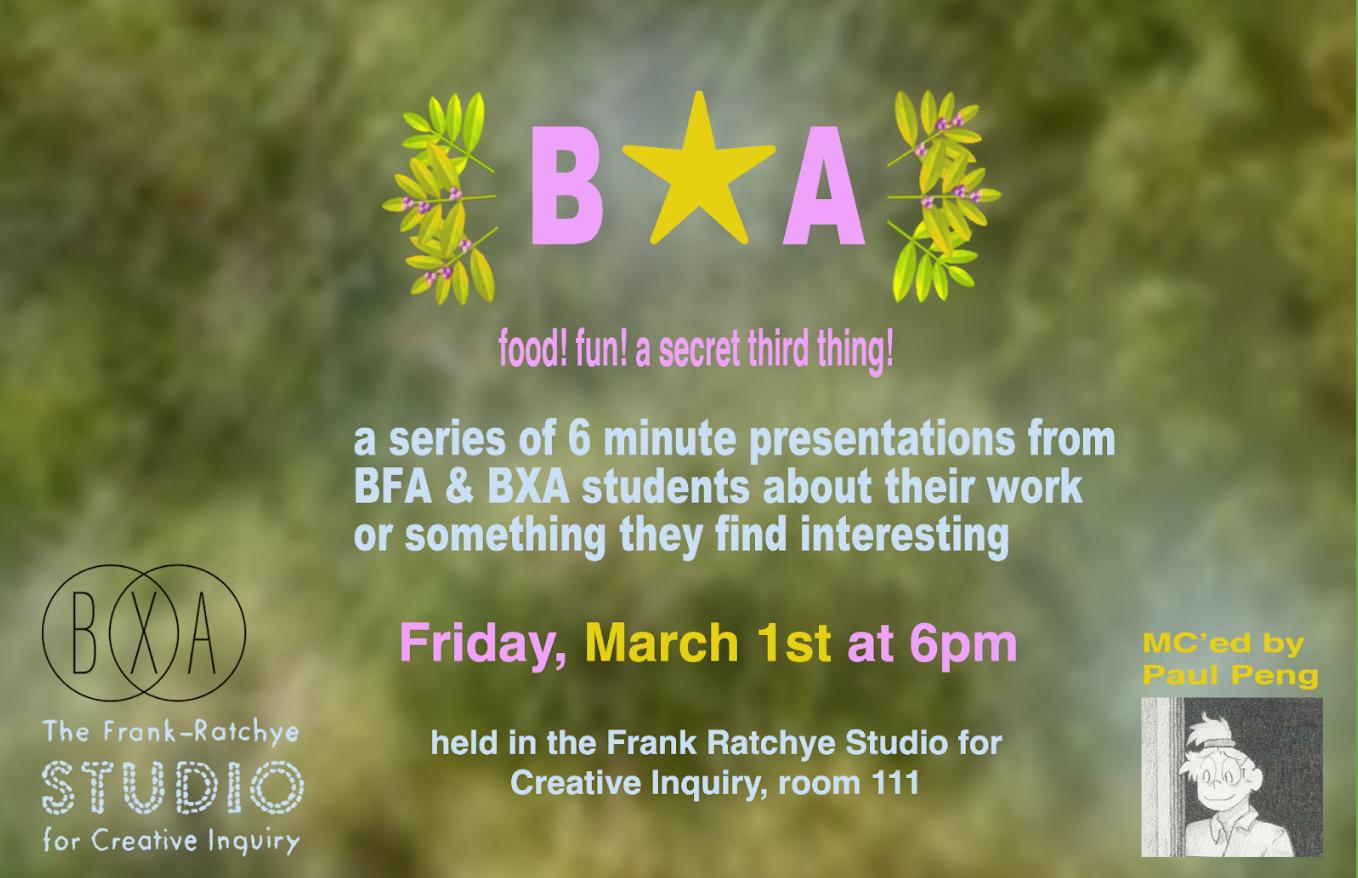 B★A
food! fun! a secret third thing!
a series of 6 minute presentations from
BFA & BXA students about their work
or something they find interesting
Friday, March 1st at 6pm
held in the Frank Ratchye Studio for
Creative Inquiry, room 111
BXA
The Frank-Ratchye
STUDIO
for Creative Inquiry
MC'ed by
Paul Peng